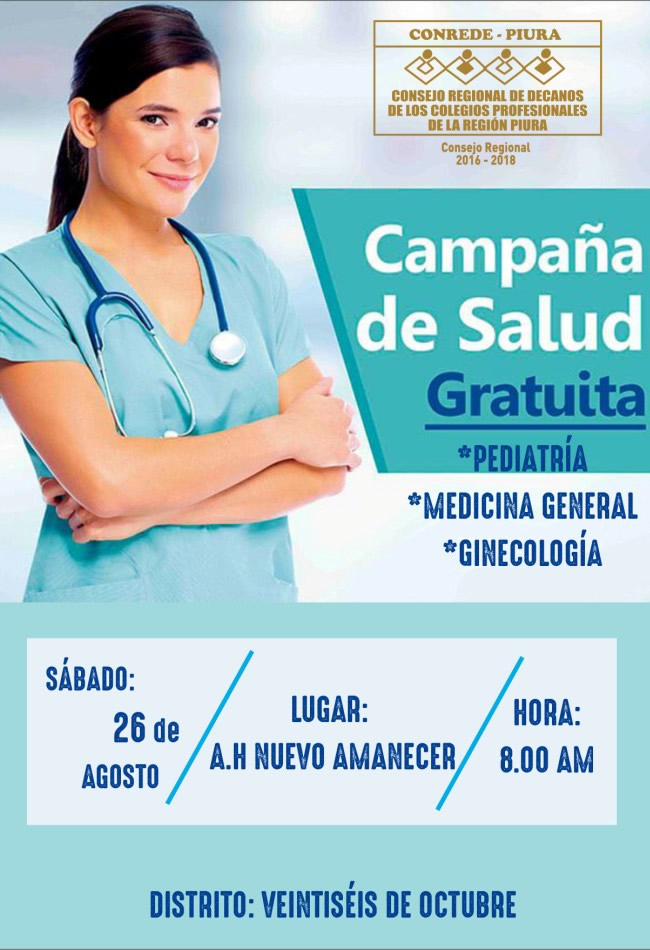 CONREDE - PIURA
CONSEJO REGIONAL DE DECANOS
DE LOS COLEGIOS PROFESIONALES
DE LA REGIÓN PIURA
Consejo Regional
2016 - 2018
Campaña
de Salud
Gratuita
*PEDIATRÍA
*MEDICINA GENERAL
*GINECOLOGÍA
SÁBADO:
26 de
AGOSTO
LUGAR:
A.H NUEVO AMANECER
HORA:
8.00 AM
DISTRITO: VEINTISÉIS DE OCTUBRE